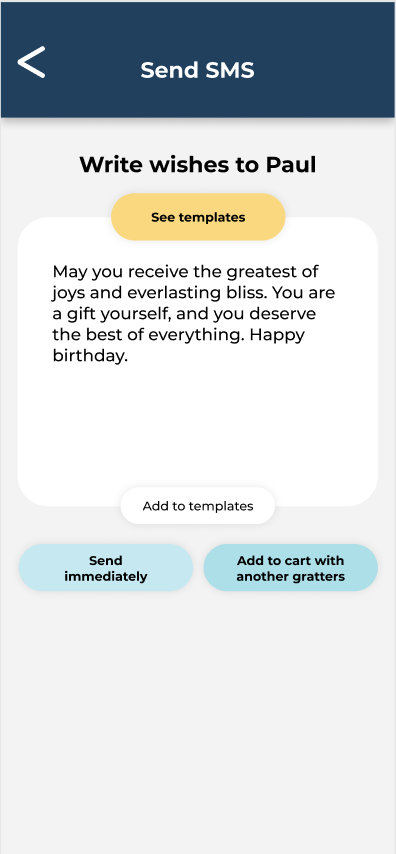 Send SMS
Write wishes to Paul
See templates
May you receive the greatest of
joys and everlasting bliss. You are
a gift yourself, and you deserve
the best of everything. Happy
birthday.
Add to templates
Send
immediately
Add to cart with
another gratters